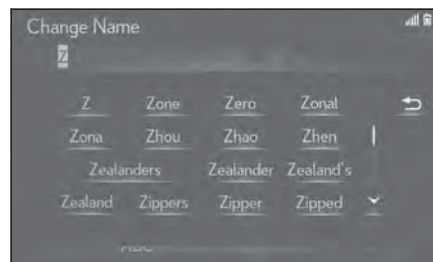 Change Name
Z
Z Zone Zero Zonal
Zona Zhou Zhao Zhen
Zealanders Zealander Zealand's
Zealand Zippers Zipper Zipped